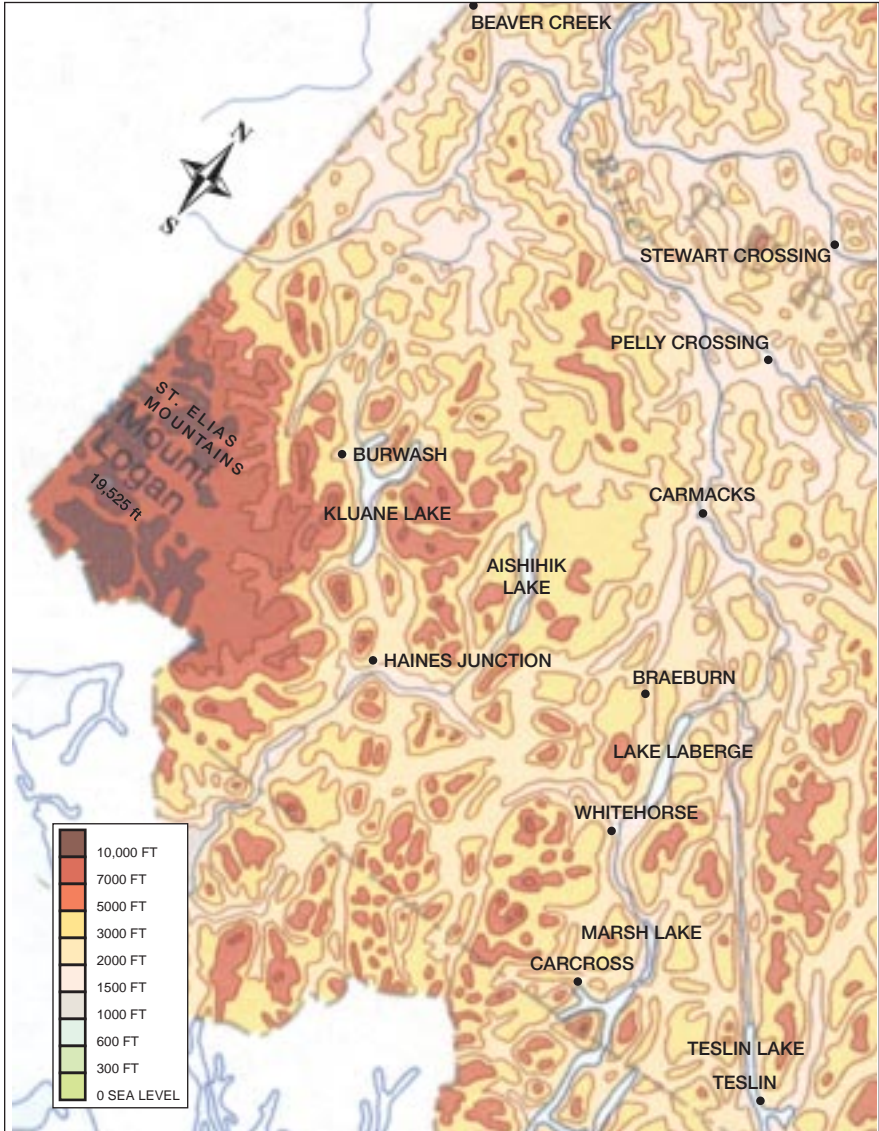 BEAVER CREEK
N
S
River
STEWART CROSSING
PELLY CROSSING
ST. ELIAS
MOUNTAINS
Mount
Logan
19,525 ft
BURWASH
KLUANE LAKE
CARMACKS
AISHIHIK
LAKE
HAINES JUNCTION
BRAEBURN
LAKE LABERGE
WHITEHORSE
MARSH LAKE
CARCROSS
TESLIN LAKE
TESLIN
10,000 FT
7000 FT
5000 FT
3000 FT
2000 FT
1500 FT
1000 FT
600 FT
300 FT
0 SEA LEVEL